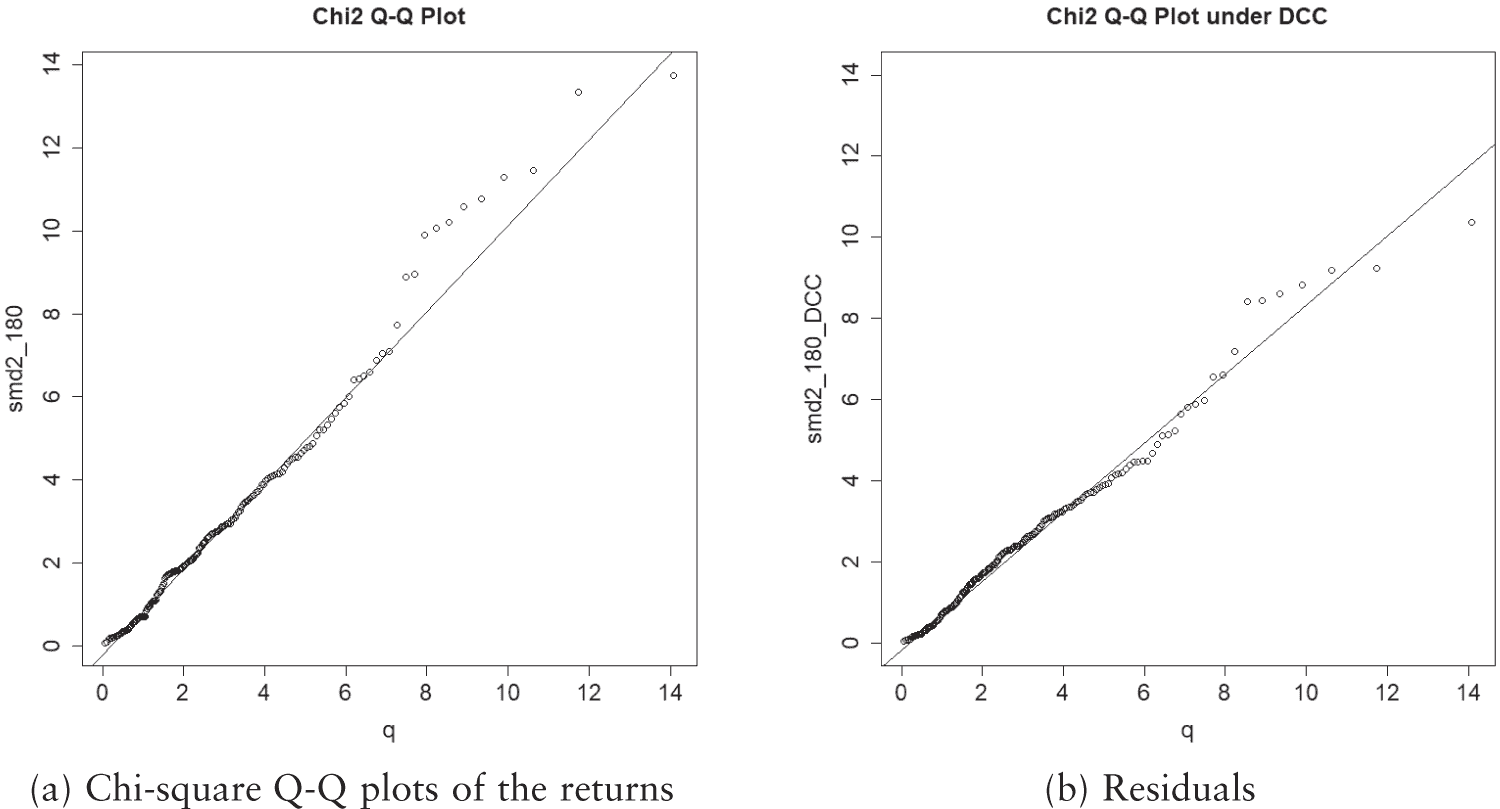 Chi2 Q-Q Plot
smd2_180
14
12
10
8
6
4
2
0
0 2 4 6 8 10 12 14
q
(a) Chi-square Q-Q plots of the returns
Chi2 Q-Q Plot under DCC
smd2_180_DCC
14
12
10
8
6
4
2
0
0 2 4 6 8 10 12 14
q
(b) Residuals